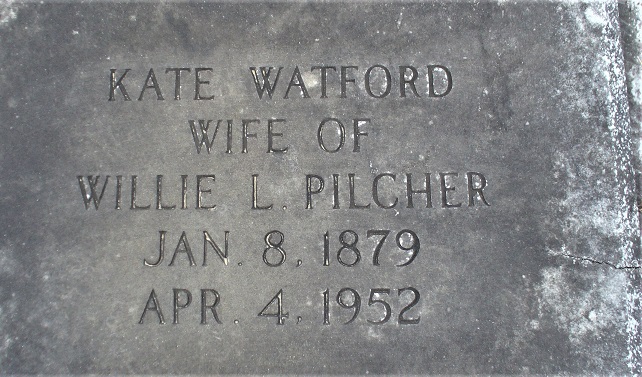 KATE WATFORD
WIFE OF
WILLIE L. PILCHER
JAN. 8, 1879
APR. 4, 1952